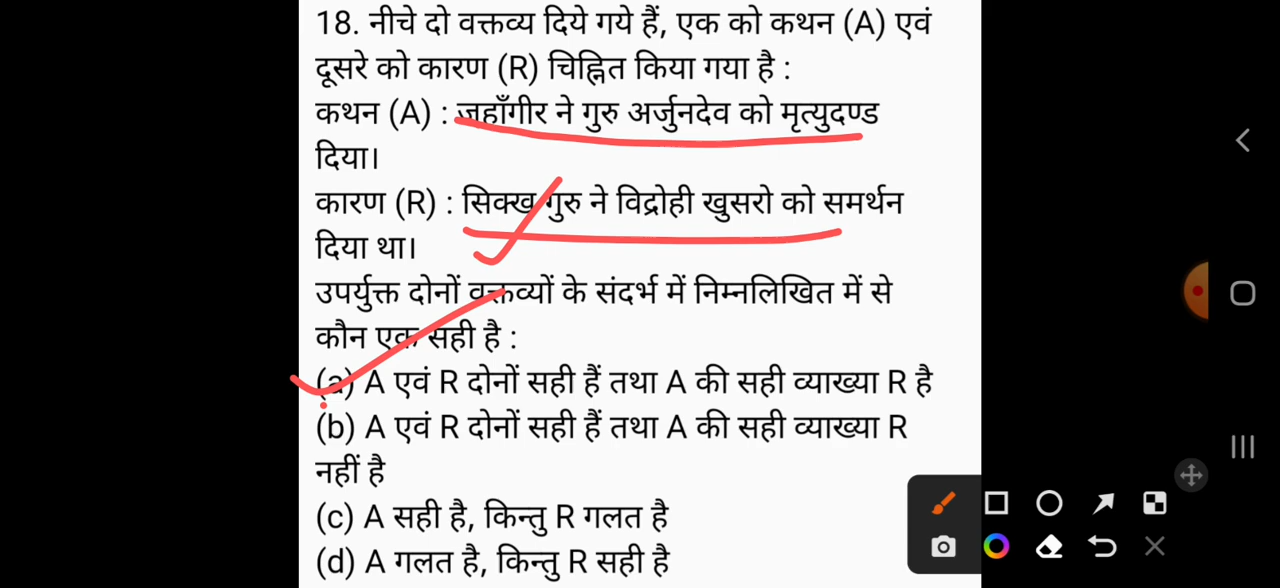 18. नीचे दो वक्तव्य दिये गये हैं, एक को कथन (A) एवं
दूसरे को कारण (R) चिह्नित किया गया है :
कथन (A) : जहाँगीर ने गुरु अर्जुनदेव को मृत्युदण्ड
दिया।
कारण (R) : सिक्ख गुरु ने विद्रोही खुसरो को समर्थन
दिया था।
उपर्युक्त दोनों वक्तव्यों के संदर्भ में निम्नलिखित में से
कौन एक सही है :
(a) A एवं R दोनों सही हैं तथा A की सही व्याख्या R है
(b) A एवं R दोनों सही हैं तथा A की सही व्याख्या R
नहीं है
(c) A सही है, किन्तु R गलत है
(d) A गलत है, किन्तु R सही है